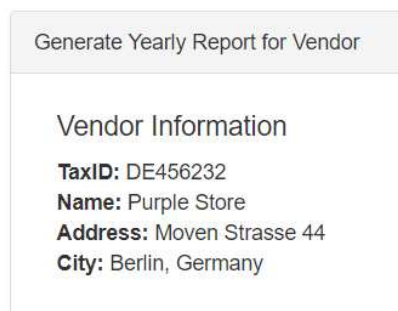 Generate Yearly Report for Vendor
Vendor Information
TaxID: DE456232
Name: Purple Store
Address: Moven Strasse 44
City: Berlin, Germany